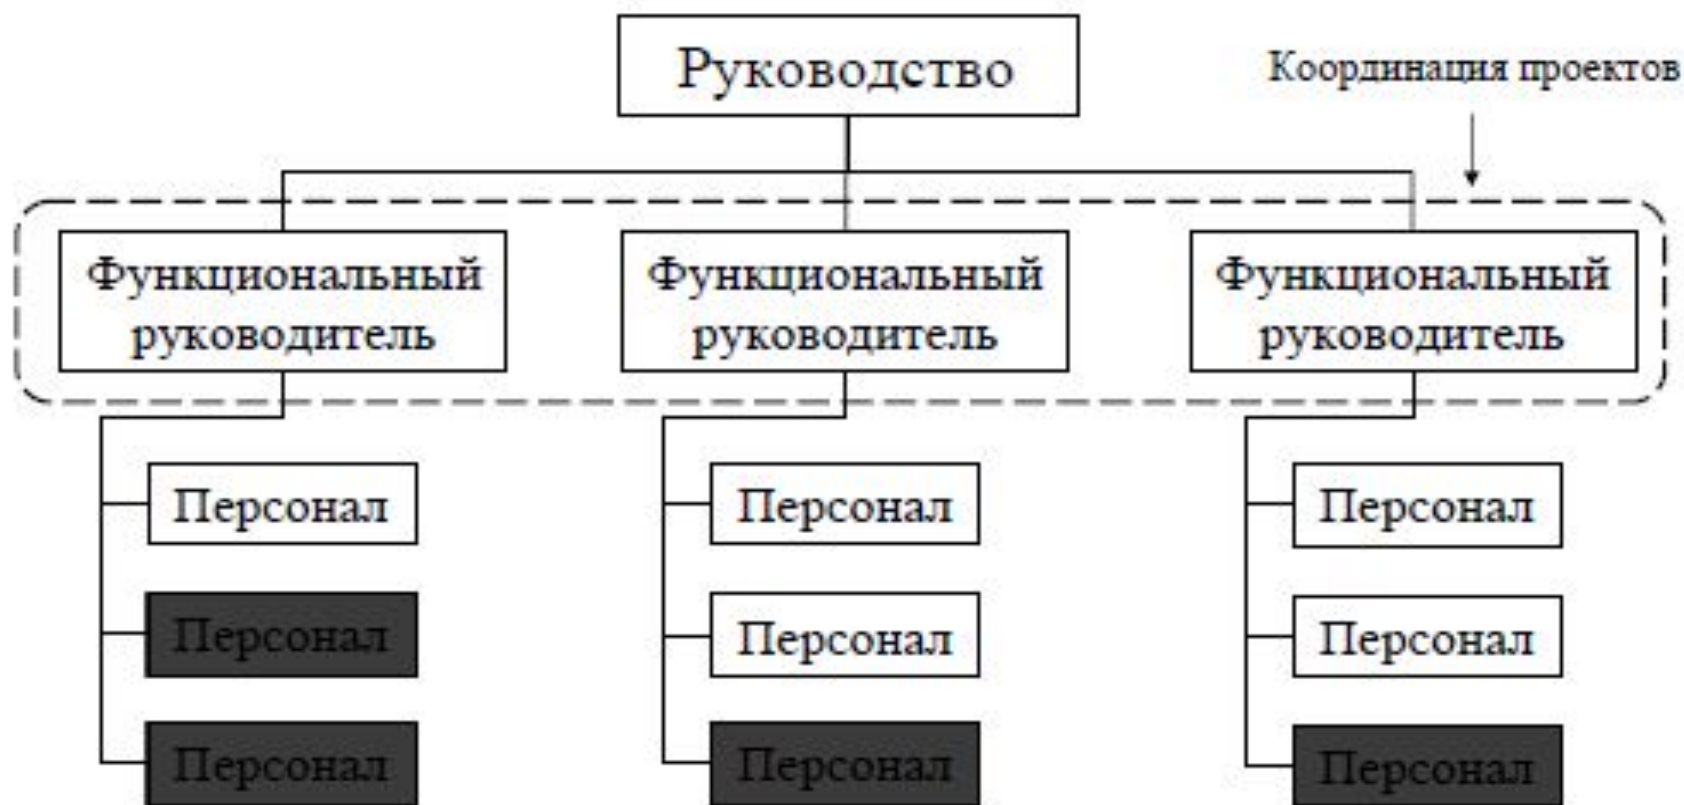 Руководство
Координация проектов
Функциональный
руководитель
Функциональный
руководитель
Функциональный
руководитель
Персонал
Персонал
Персонал
Персонал
Персонал
Персонал
Персонал
Персонал
Персонал